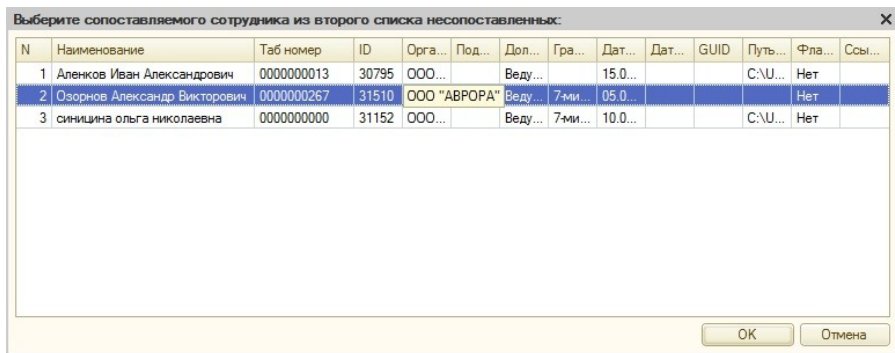 Выберите сопоставляемого сотрудника из второго списка несопоставленных:
N Наименование Таб номер ID Орга... Под... Дол... Гра... Дат... Дат... GUID Путь... Фла... Ссы...
1 Аленков Иван Александрович 0000000013 30795 ООО... Веду... 15.0... C:\U... Нет
2 Озорнов Александр Викторович 0000000267 31510 ООО "АВРОРА" Веду... 7-ми... 05.0... Нет
3 синицина ольга николаевна 0000000000 31152 ООО... Веду... 7-ми... 10.0... C:\U... Нет
OK Отмена